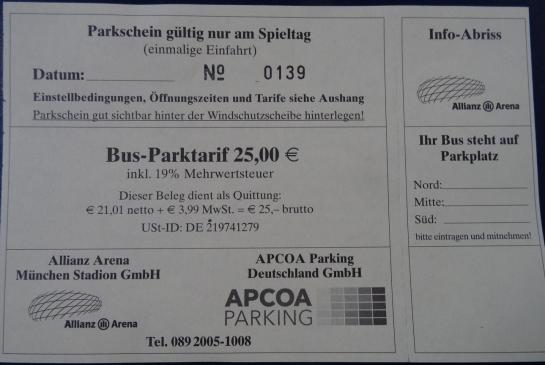 Parkschein gültig nur am Spieltag
(einmalige Einfahrt)
Datum:____________ № 0139
Einstellbedingungen, Öffnungszeiten und Tarife siehe Aushang
Parkschein gut sichtbar hinter der Windschutzscheibe hinterlegen!
Bus-Parktarif 25,00 €
inkl. 19% Mehrwertsteuer
Dieser Beleg dient als Quittung:
€ 21,01 netto + € 3,99 MwSt. = € 25,– brutto
USt-ID: DE 219741279
Allianz Arena
München Stadion GmbH
Allianz Arena
APCOA Parking
Deutschland GmbH
APCOA
PARKING
Tel. 089 2005-1008
Info-Abriss
Allianz Arena
Ihr Bus steht auf
Parkplatz
Nord:____________
Mitte:____________
Süd: ____________
bitte eintragen und mitnehmen!